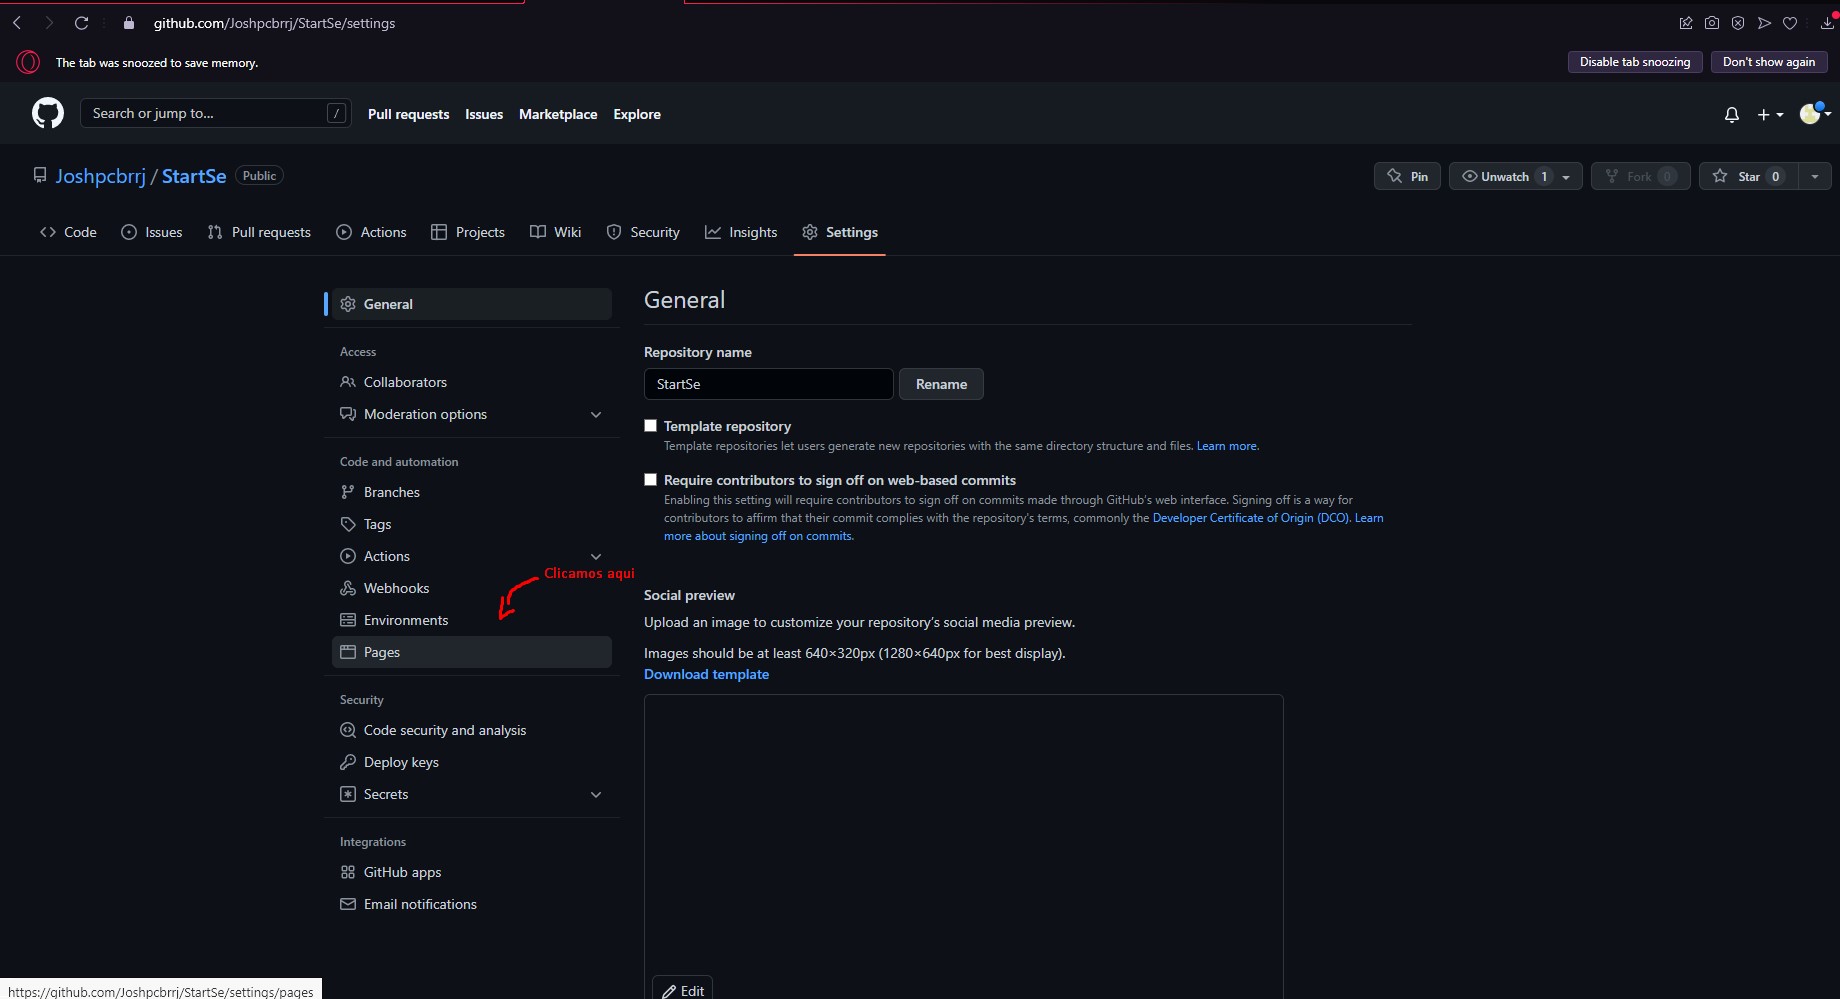 github.com/Joshpcbrrj/StartSe/settings
The tab was snoozed to save memory.
Disable tab snoozing
Don't show again
Search or jump to...
/
Pull requests
Issues
Marketplace
Explore
Joshpcbrrj / StartSe
Public
Pin
Unwatch 1
Fork 0
Star 0
Code
Issues
Pull requests
Actions
Projects
Wiki
Security
Insights
Settings
General
Access
Collaborators
Moderation options
Code and automation
Branches
Tags
Actions
Webhooks
Environments
Pages
Clicamos aqui
Security
Code security and analysis
Deploy keys
Secrets
Integrations
GitHub apps
Email notifications
General
Repository name
StartSe
Rename
Template repository
Template repositories let users generate new repositories with the same directory structure and files. Learn more.
Require contributors to sign off on web-based commits
Enabling this setting will require contributors to sign off on commits made through GitHub's web interface. Signing off is a way for
contributors to affirm that their commit complies with the repository's terms, commonly the Developer Certificate of Origin (DCO). Learn
more about signing off on commits.
Social preview
Upload an image to customize your repository's social media preview.
Images should be at least 640×320px (1280×640px for best display).
Download template
Edit
https://github.com/Joshpcbrrj/StartSe/settings/pages